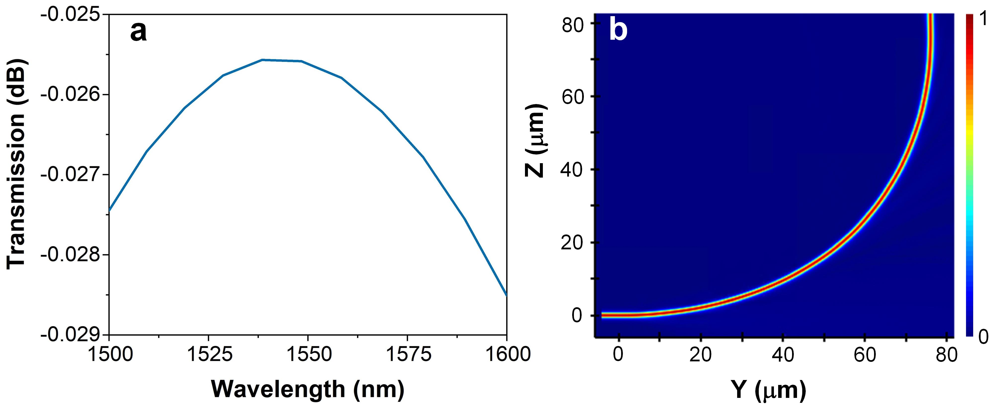 a
Transmission (dB)
-0.025
-0.026
-0.027
-0.028
-0.029
1500 1525 1550 1575 1600
Wavelength (nm)
b
Z (μm)
80
60
40
20
0
0 20 40 60 80
Y (μm)
1
0